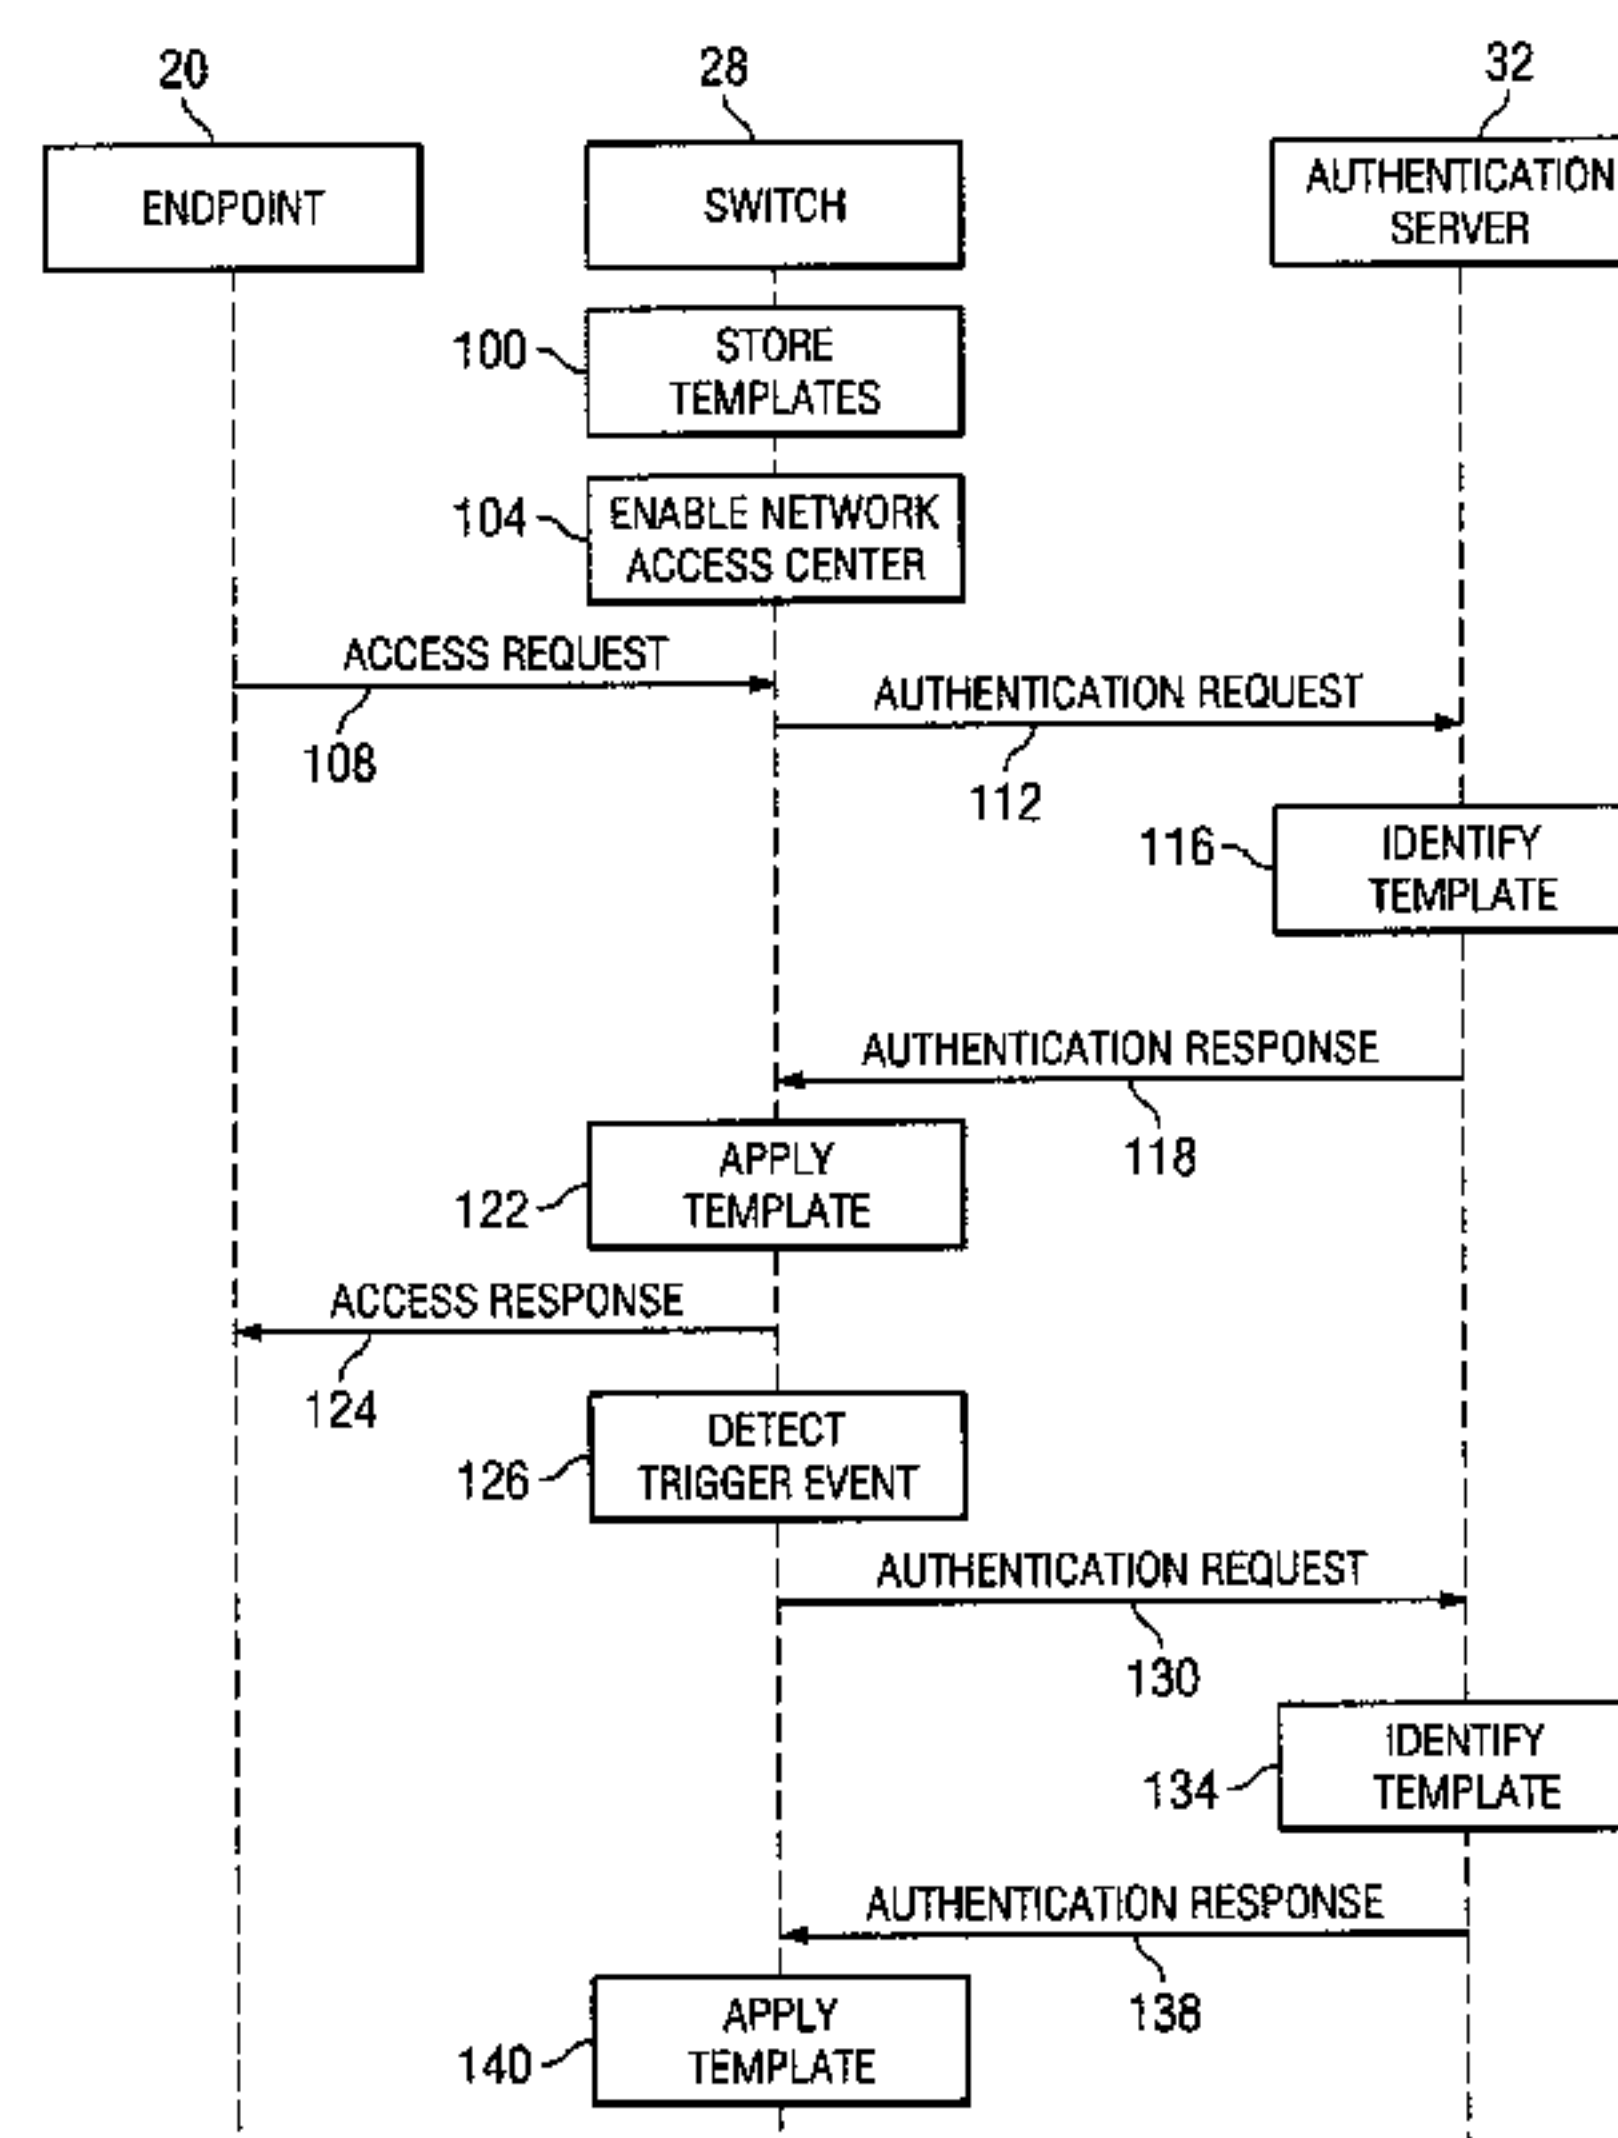 20
28
32
ENDPOINT
SWITCH
AUTHENTICATION
SERVER
100
STORE
TEMPLATES
104
ENABLE NETWORK
ACCESS CENTER
ACCESS REQUEST
108
AUTHENTICATION REQUEST
112
116
IDENTIFY
TEMPLATE
AUTHENTICATION RESPONSE
118
122
APPLY
TEMPLATE
ACCESS RESPONSE
124
126
DETECT
TRIGGER EVENT
AUTHENTICATION REQUEST
130
134
IDENTIFY
TEMPLATE
AUTHENTICATION RESPONSE
138
140
APPLY
TEMPLATE